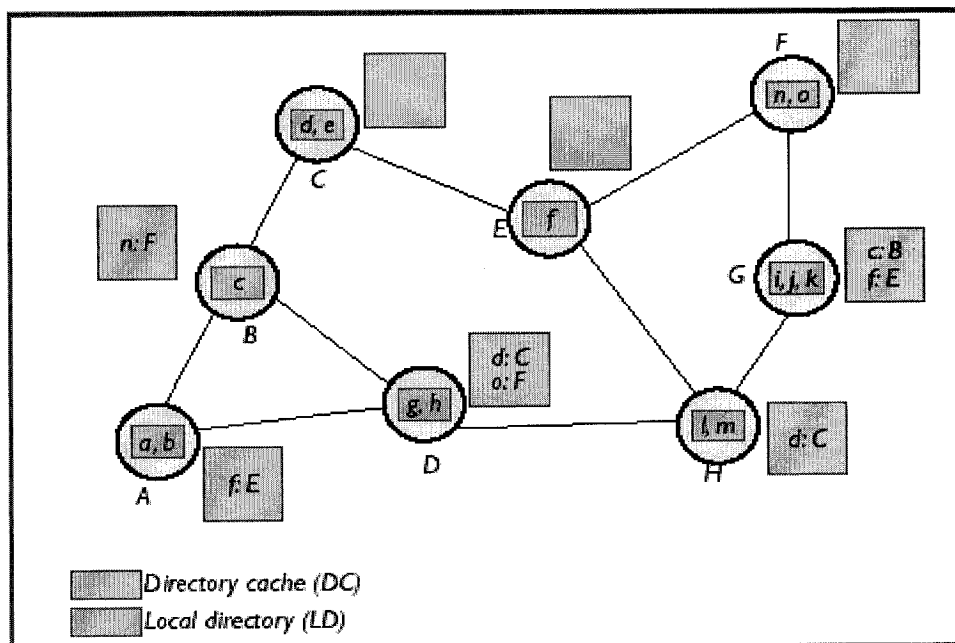 F
n, o
d, e
C
E
f
n: F
c
B
G
i, j, k
c: B
f: E
d: C
o: F
g, h
D
l, m
H
d: C
a, b
A
f: E
Directory cache (DC)
Local directory (LD)